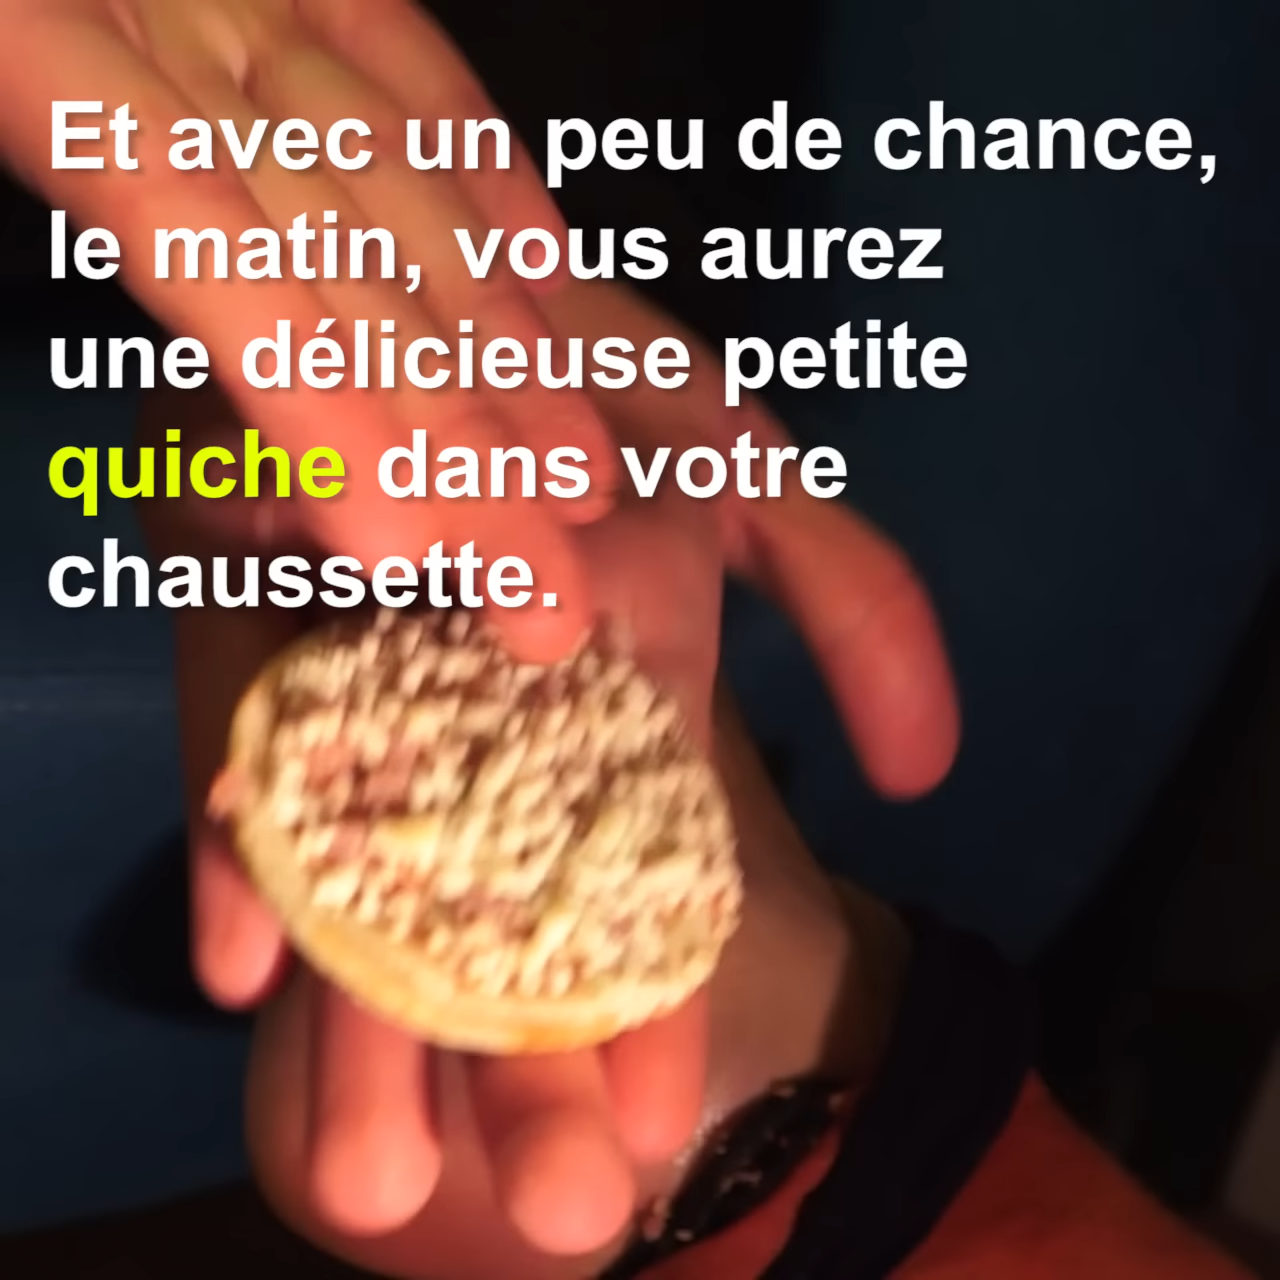 Et avec un peu de chance,
le matin, vous aurez
une délicieuse petite
quiche dans votre
chaussette.